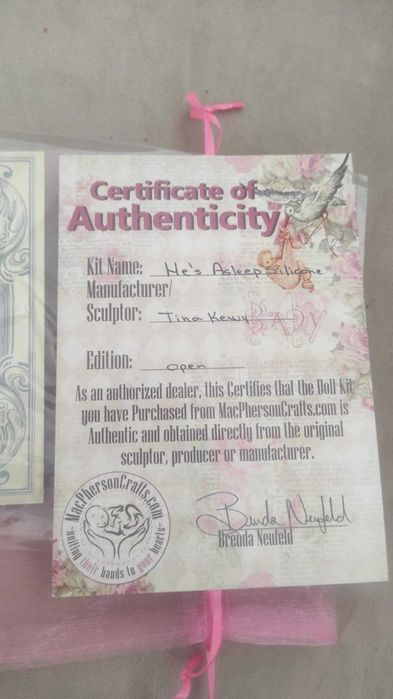 Certificate of
Authenticity
Kit Name: He's Asleep Silicone
Manufacturer/
Sculptor: Tina Kewy
BABY
Edition: open
As an authorized dealer, this Certifies that the Doll Kit
you have Purchased from MacPhersonCrafts.com is
Authentic and obtained directly from the original
sculptor, producer or manufacturer.
MacPhersonCrafts.com
uniting their hands to your hearts
Brenda Neufeld
Brenda Neufeld